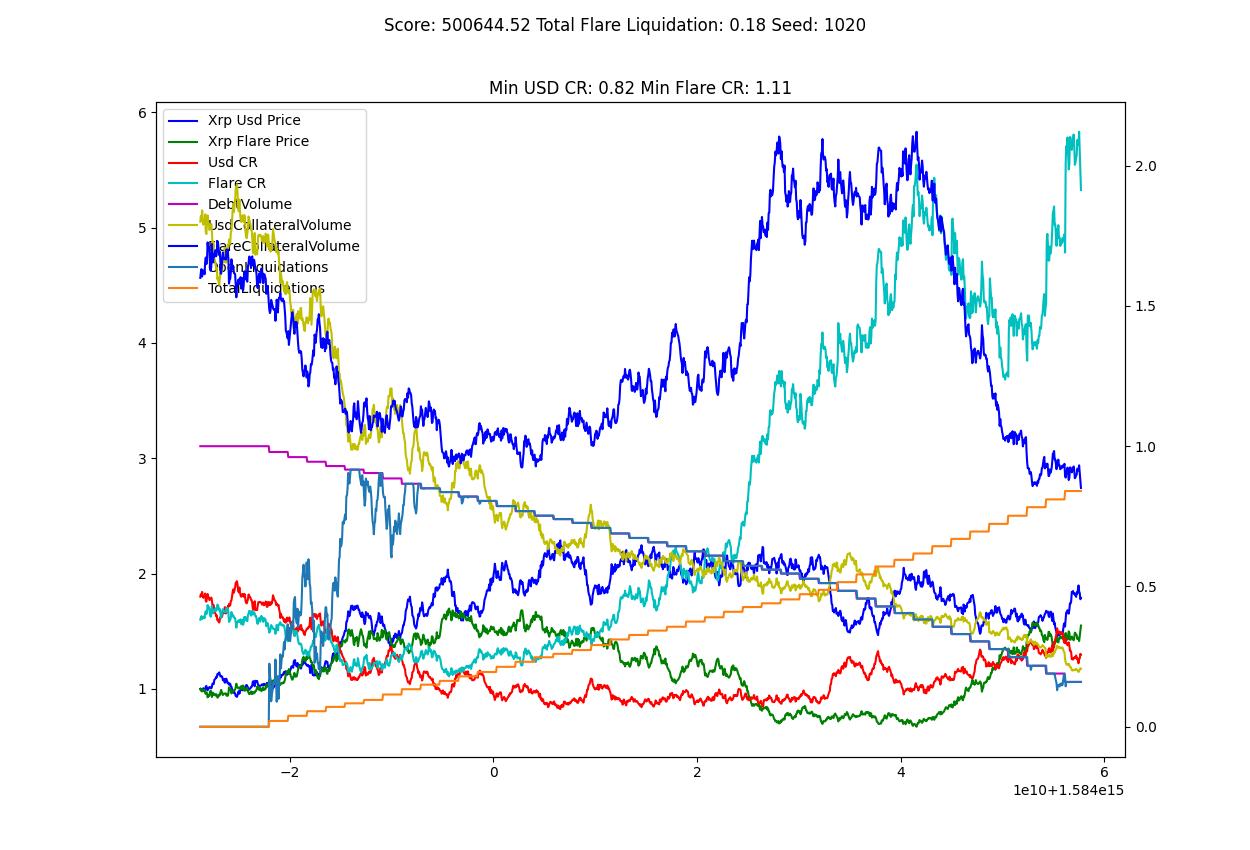 Score: 500644.52 Total Flare Liquidation: 0.18 Seed: 1020
Min USD CR: 0.82 Min Flare CR: 1.11
Xrp Usd Price
Xrp Flare Price
Usd CR
Flare CR
DebtVolume
UsdCollateralVolume
FlareCollateralVolume
OpenLiquidations
TotalLiquidations
6
5
4
3
2
1
2.0
1.5
1.0
0.5
0.0
−2
0
2
4
6
1e10+1.584e15